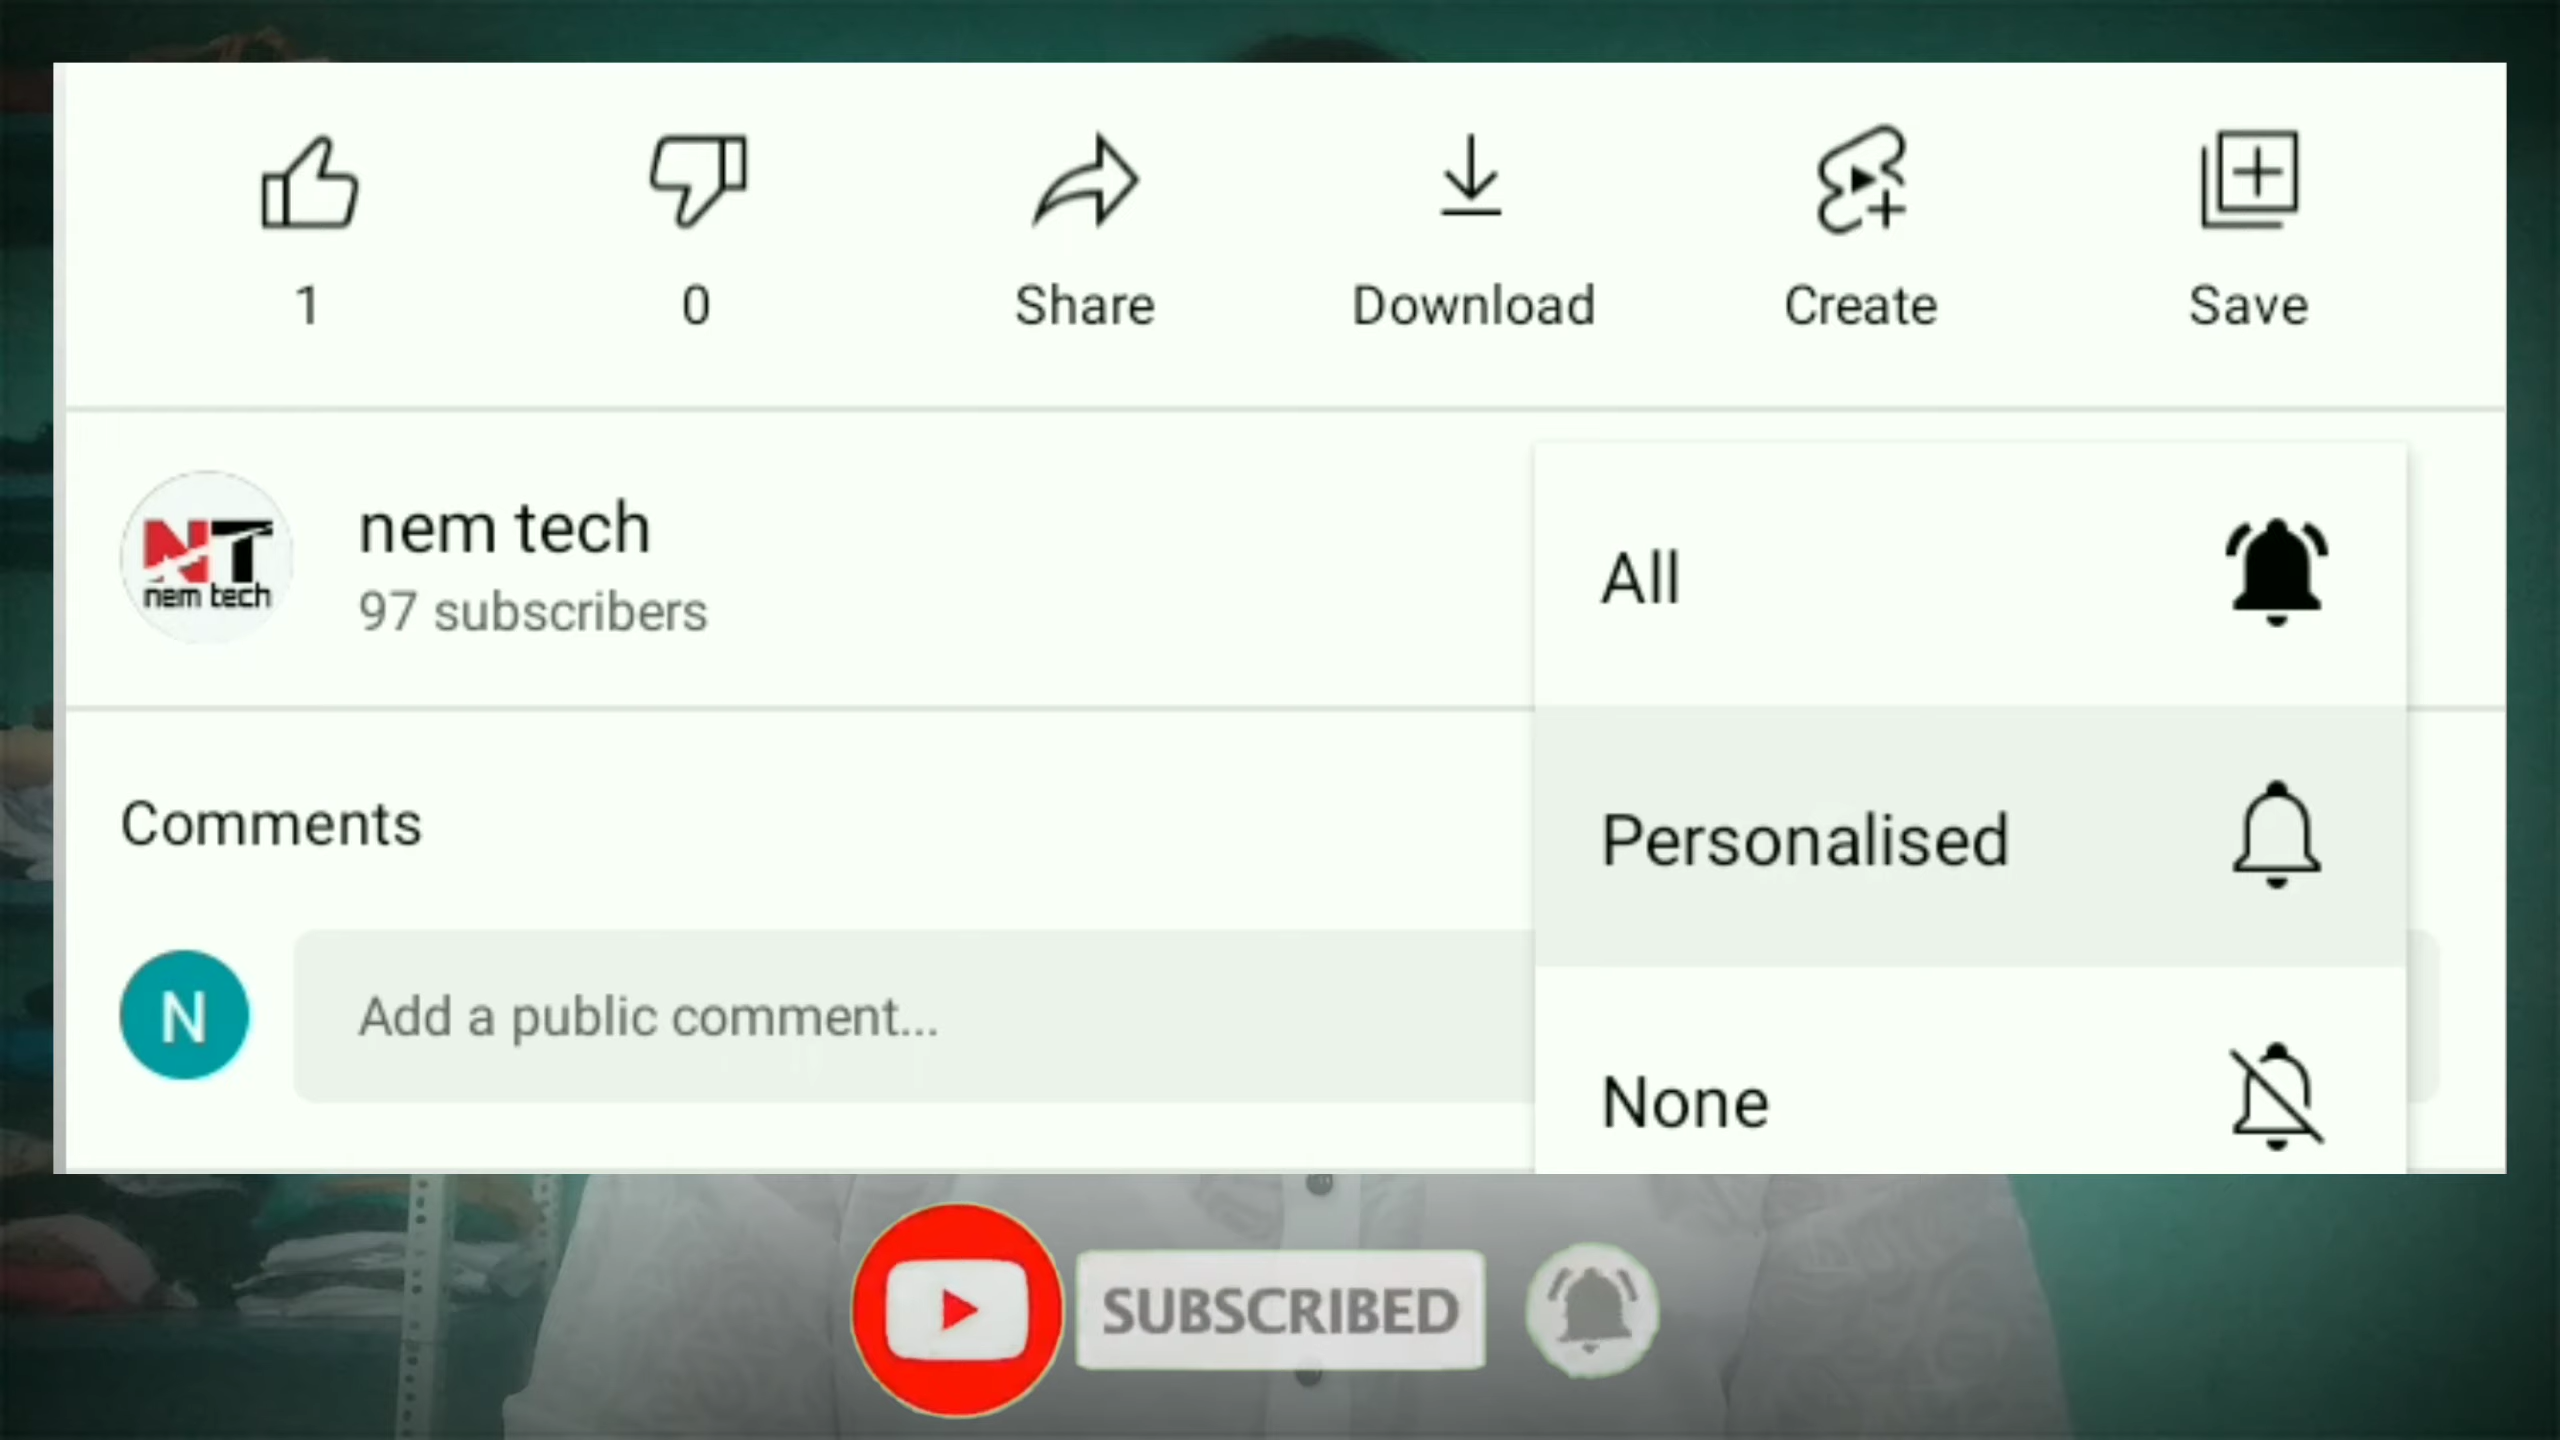 1
0
Share
Download
Create
Save
NT
nem tech
nem tech
97 subscribers
All
Personalised
None
Comments
N
Add a public comment...
SUBSCRIBED